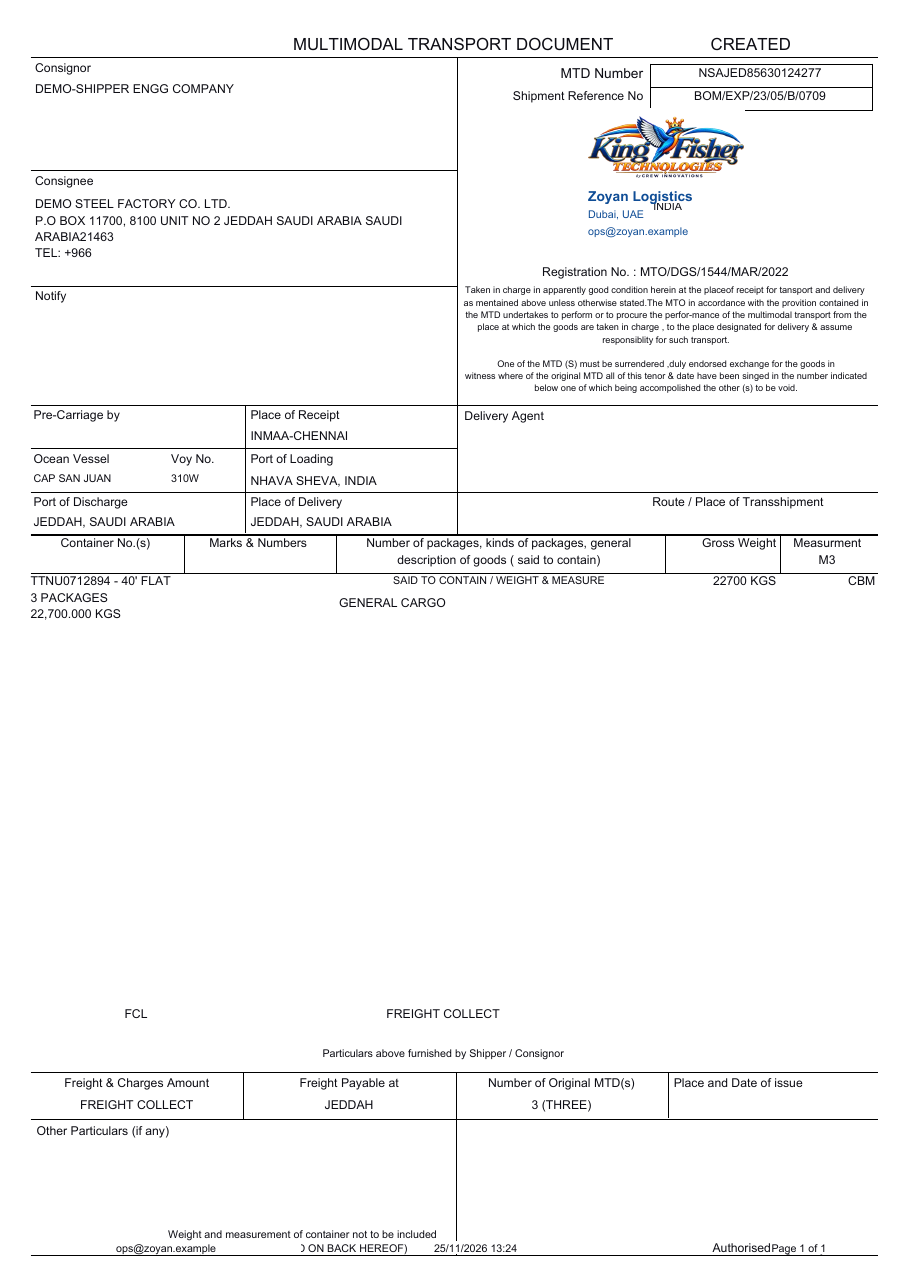 MULTIMODAL TRANSPORT DOCUMENT CREATED
Consignor
DEMO-SHIPPER ENGG COMPANY
MTD Number NSAJED85630124277
Shipment Reference No BOM/EXP/23/05/B/0709
King Fisher
TECHNOLOGIES
by CREW INNOVATIONS
Zoyan Logistics
INDIA
Dubai, UAE
ops@zoyan.example
Consignee
DEMO STEEL FACTORY CO. LTD.
P.O BOX 11700, 8100 UNIT NO 2 JEDDAH SAUDI ARABIA SAUDI
ARABIA21463
TEL: +966
Registration No. : MTO/DGS/1544/MAR/2022
Notify
Taken in charge in apparently good condition herein at the placeof receipt for tansport and delivery
as mentained above unless otherwise stated.The MTO in accordance with the provition contained in
the MTD undertakes to perform or to procure the perfor-mance of the multimodal transport from the
place at which the goods are taken in charge , to the place designated for delivery & assume
responsiblity for such transport.
One of the MTD (S) must be surrendered ,duly endorsed exchange for the goods in
witness where of the original MTD all of this tenor & date have been singed in the number indicated
below one of which being accompolished the other (s) to be void.
Pre-Carriage by
Place of Receipt
INMAA-CHENNAI
Delivery Agent
Ocean Vessel Voy No.
CAP SAN JUAN 310W
Port of Loading
NHAVA SHEVA, INDIA
Port of Discharge
JEDDAH, SAUDI ARABIA
Place of Delivery
JEDDAH, SAUDI ARABIA
Route / Place of Transshipment
Container No.(s) Marks & Numbers Number of packages, kinds of packages, general Gross Weight Measurment
description of goods ( said to contain) M3
TTNU0712894 - 40' FLAT SAID TO CONTAIN / WEIGHT & MEASURE 22700 KGS CBM
3 PACKAGES
GENERAL CARGO
22,700.000 KGS
FCL FREIGHT COLLECT
Particulars above furnished by Shipper / Consignor
Freight & Charges Amount Freight Payable at Number of Original MTD(s) Place and Date of issue
FREIGHT COLLECT JEDDAH 3 (THREE)
Other Particulars (if any)
Weight and measurement of container not to be included
ops@zoyan.example ON BACK HEREOF) 25/11/2026 13:24 Authorised Page 1 of 1